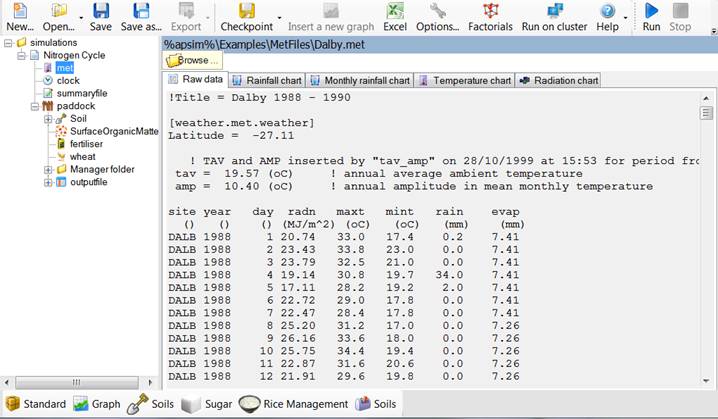 New... Open... Save Save as... Export Checkpoint Insert a new graph Excel Options... Factorials Run on cluster Help Run Stop
simulations
Nitrogen Cycle
met
clock
summaryfile
paddock
Soil
SurfaceOrganicMatte
fertiliser
wheat
Manager folder
outputfile
%apsim%\Examples\MetFiles\Dalby.met
Browse ...
Raw data Rainfall chart Monthly rainfall chart Temperature chart Radiation chart
!Title = Dalby 1988 - 1990
[weather.met.weather]
Latitude = -27.11
! TAV and AMP inserted by "tav_amp" on 28/10/1999 at 15:53 for period fro
tav = 19.57 (oC) ! annual average ambient temperature
amp = 10.40 (oC) ! annual amplitude in mean monthly temperature
site year day radn maxt mint rain evap
() () () (MJ/m^2) (oC) (oC) (mm) (mm)
DALB 1988 1 20.74 33.0 17.4 0.2 7.41
DALB 1988 2 23.43 33.8 23.0 0.0 7.41
DALB 1988 3 23.79 32.5 21.0 0.0 7.41
DALB 1988 4 19.14 30.8 19.7 34.0 7.41
DALB 1988 5 17.11 28.2 19.2 2.0 7.41
DALB 1988 6 22.72 29.0 17.8 0.0 7.41
DALB 1988 7 22.47 28.4 17.8 0.0 7.41
DALB 1988 8 25.20 31.2 17.0 0.0 7.26
DALB 1988 9 26.16 33.6 18.0 0.0 7.26
DALB 1988 10 25.75 34.4 19.4 0.0 7.26
DALB 1988 11 22.87 31.6 20.6 0.0 7.26
DALB 1988 12 21.91 29.6 19.8 0.0 7.26
Standard Graph Soils Sugar Rice Management Soils